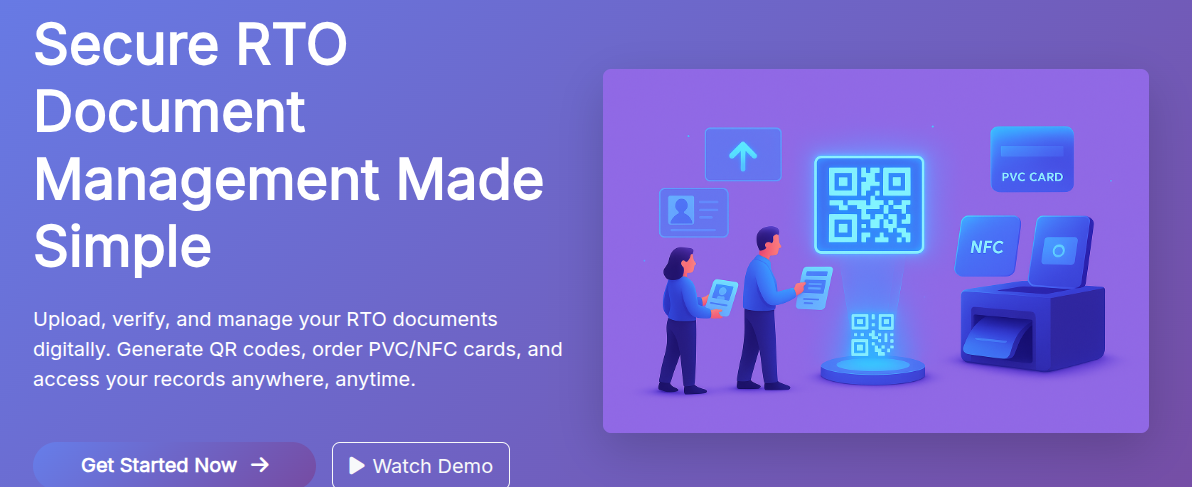 Secure RTO
Document
Management Made
Simple
Upload, verify, and manage your RTO documents
digitally. Generate QR codes, order PVC/NFC cards, and
access your records anywhere, anytime.
Get Started Now
Watch Demo
PVC CARD
NFC